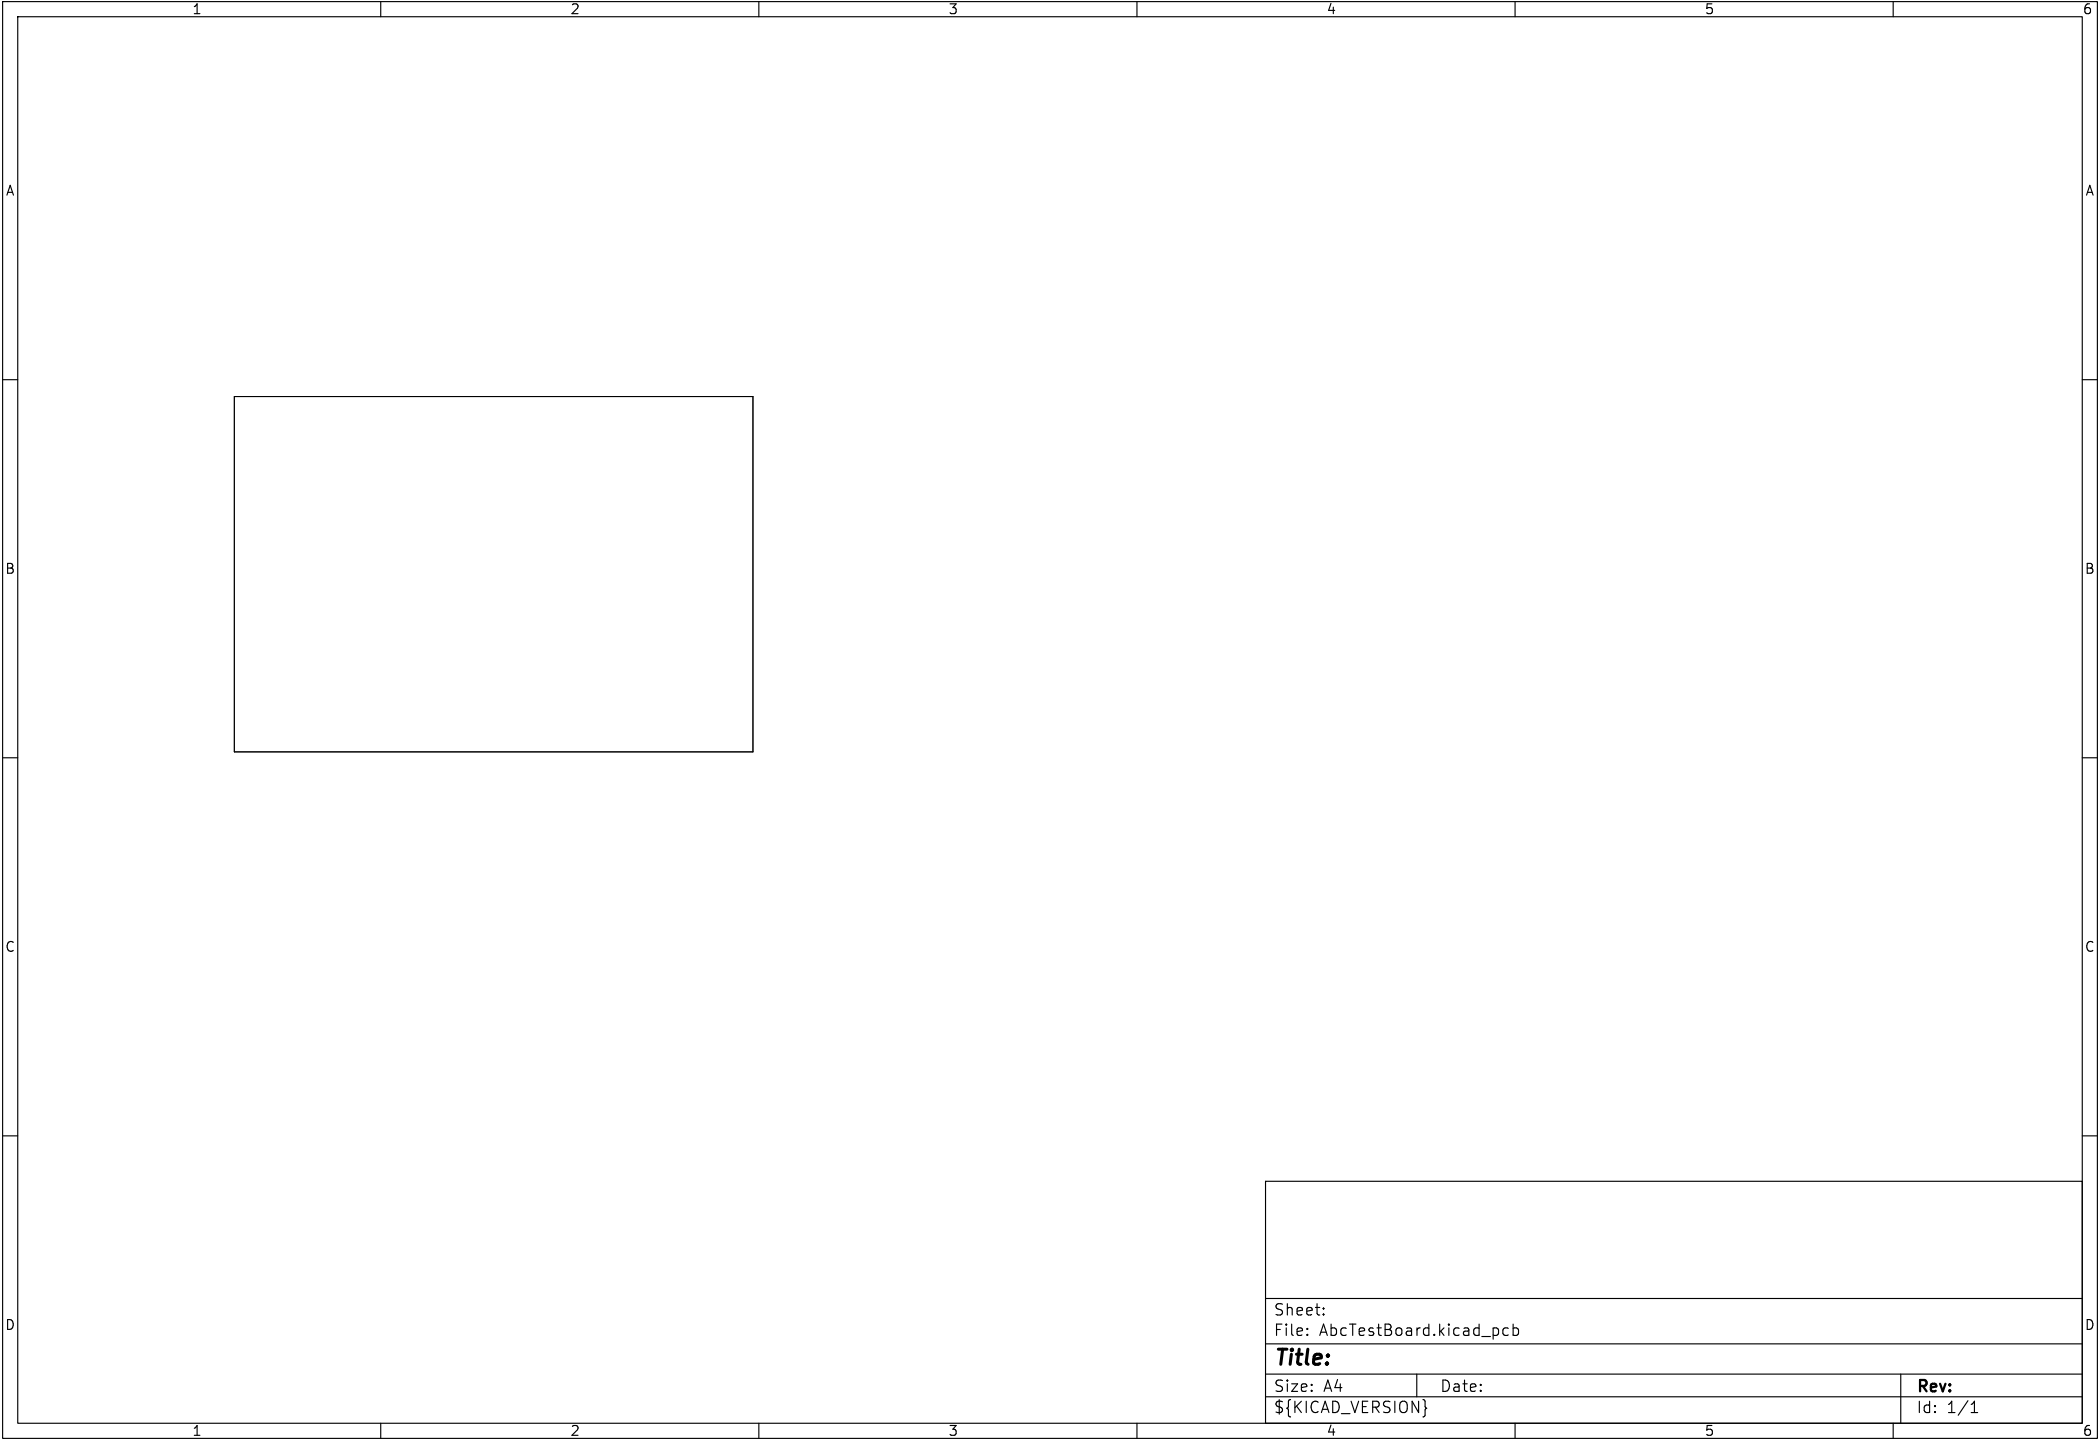 1 2 3 4 5 6
A A
B B
C C
D D
Sheet:
File: AbcTestBoard.kicad_pcb
Title:
Size: A4 Date: Rev:
${KICAD_VERSION} Id: 1/1
1 2 3 4 5 6